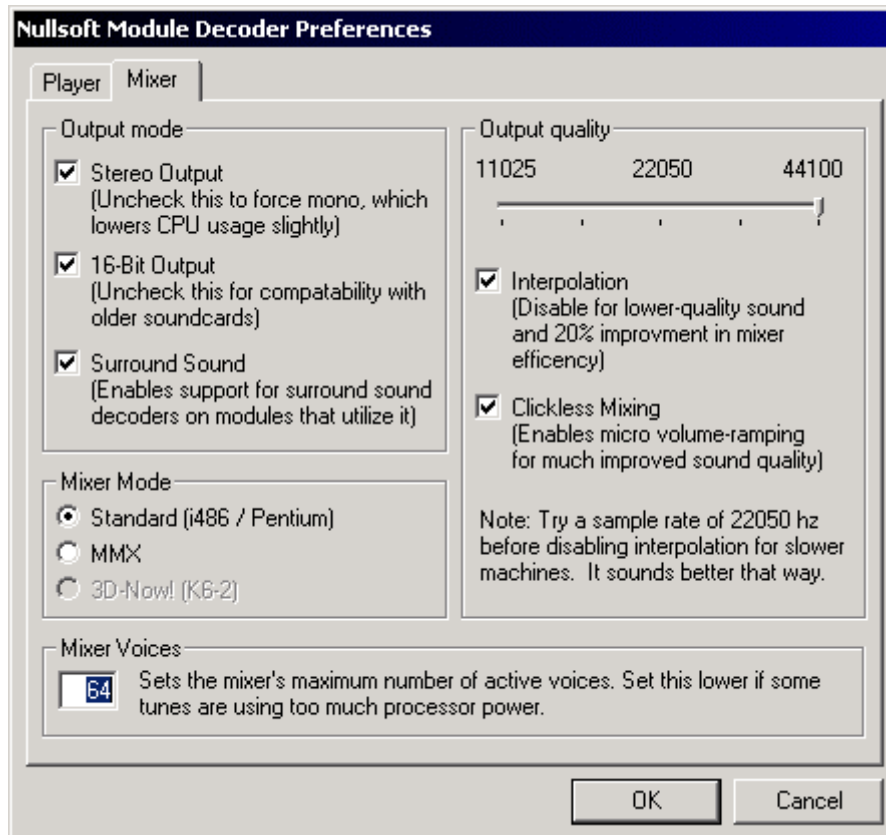 Nullsoft Module Decoder Preferences
Player
Mixer
Output mode
Stereo Output
(Uncheck this to force mono, which
lowers CPU usage slightly)
16-Bit Output
(Uncheck this for compatability with
older soundcards)
Surround Sound
(Enables support for surround sound
decoders on modules that utilize it)
Mixer Mode
Standard (i486 / Pentium)
MMX
3D-Now! (K6-2)
Output quality
11025 22050 44100
Interpolation
(Disable for lower-quality sound
and 20% improvment in mixer
efficency)
Clickless Mixing
(Enables micro volume-ramping
for much improved sound quality)
Note: Try a sample rate of 22050 hz
before disabling interpolation for slower
machines. It sounds better that way.
Mixer Voices
64
Sets the mixer's maximum number of active voices. Set this lower if some
tunes are using too much processor power.
OK
Cancel